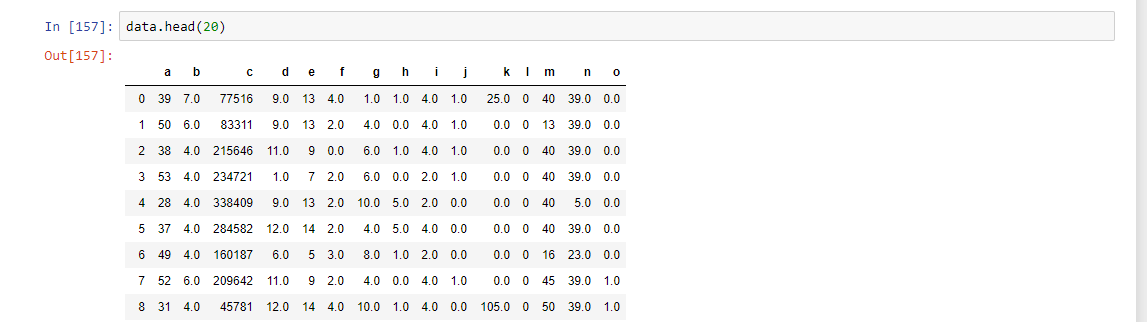 In [157]: data.head(20)
Out[157]:
a b c d e f g h i j k l m n o
0 39 7.0 77516 9.0 13 4.0 1.0 1.0 4.0 1.0 25.0 0 40 39.0 0.0
1 50 6.0 83311 9.0 13 2.0 4.0 0.0 4.0 1.0 0.0 0 13 39.0 0.0
2 38 4.0 215646 11.0 9 0.0 6.0 1.0 4.0 1.0 0.0 0 40 39.0 0.0
3 53 4.0 234721 1.0 7 2.0 6.0 0.0 2.0 1.0 0.0 0 40 39.0 0.0
4 28 4.0 338409 9.0 13 2.0 10.0 5.0 2.0 0.0 0.0 0 40 5.0 0.0
5 37 4.0 284582 12.0 14 2.0 4.0 5.0 4.0 0.0 0.0 0 40 39.0 0.0
6 49 4.0 160187 6.0 5 3.0 8.0 1.0 2.0 0.0 0.0 0 16 23.0 0.0
7 52 6.0 209642 11.0 9 2.0 4.0 0.0 4.0 1.0 0.0 0 45 39.0 1.0
8 31 4.0 45781 12.0 14 4.0 10.0 1.0 4.0 0.0 105.0 0 50 39.0 1.0